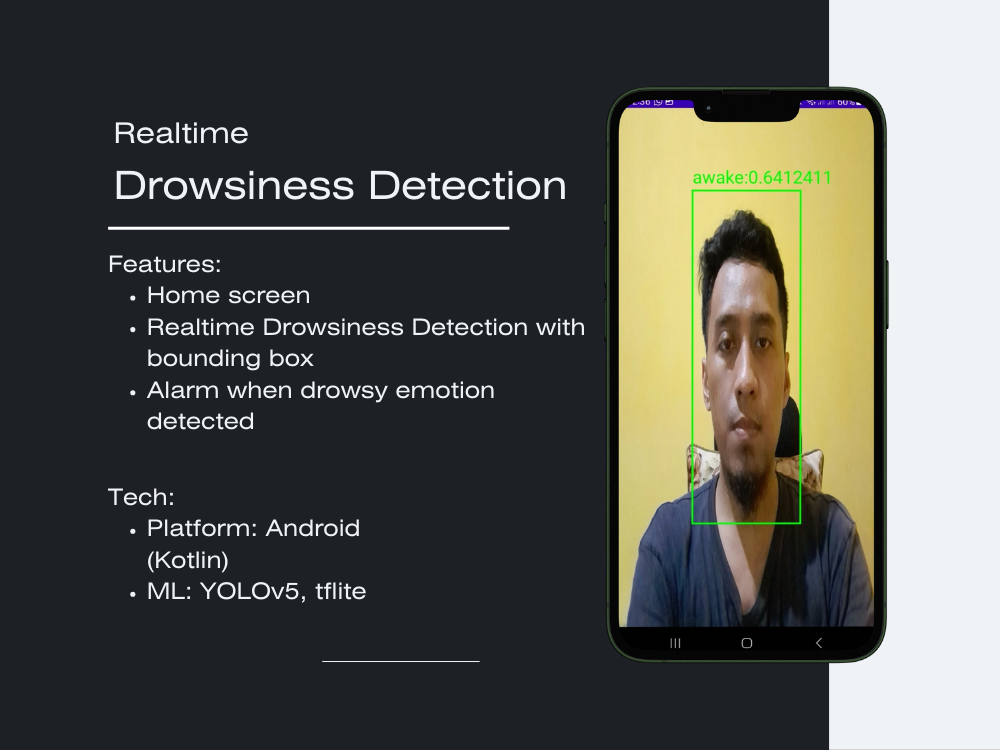 Realtime
Drowsiness Detection
Features:
• Home screen
• Realtime Drowsiness Detection with
bounding box
• Alarm when drowsy emotion
detected
Tech:
• Platform: Android
(Kotlin)
• ML: YOLOv5, tflite
60%
awake:0.6412411